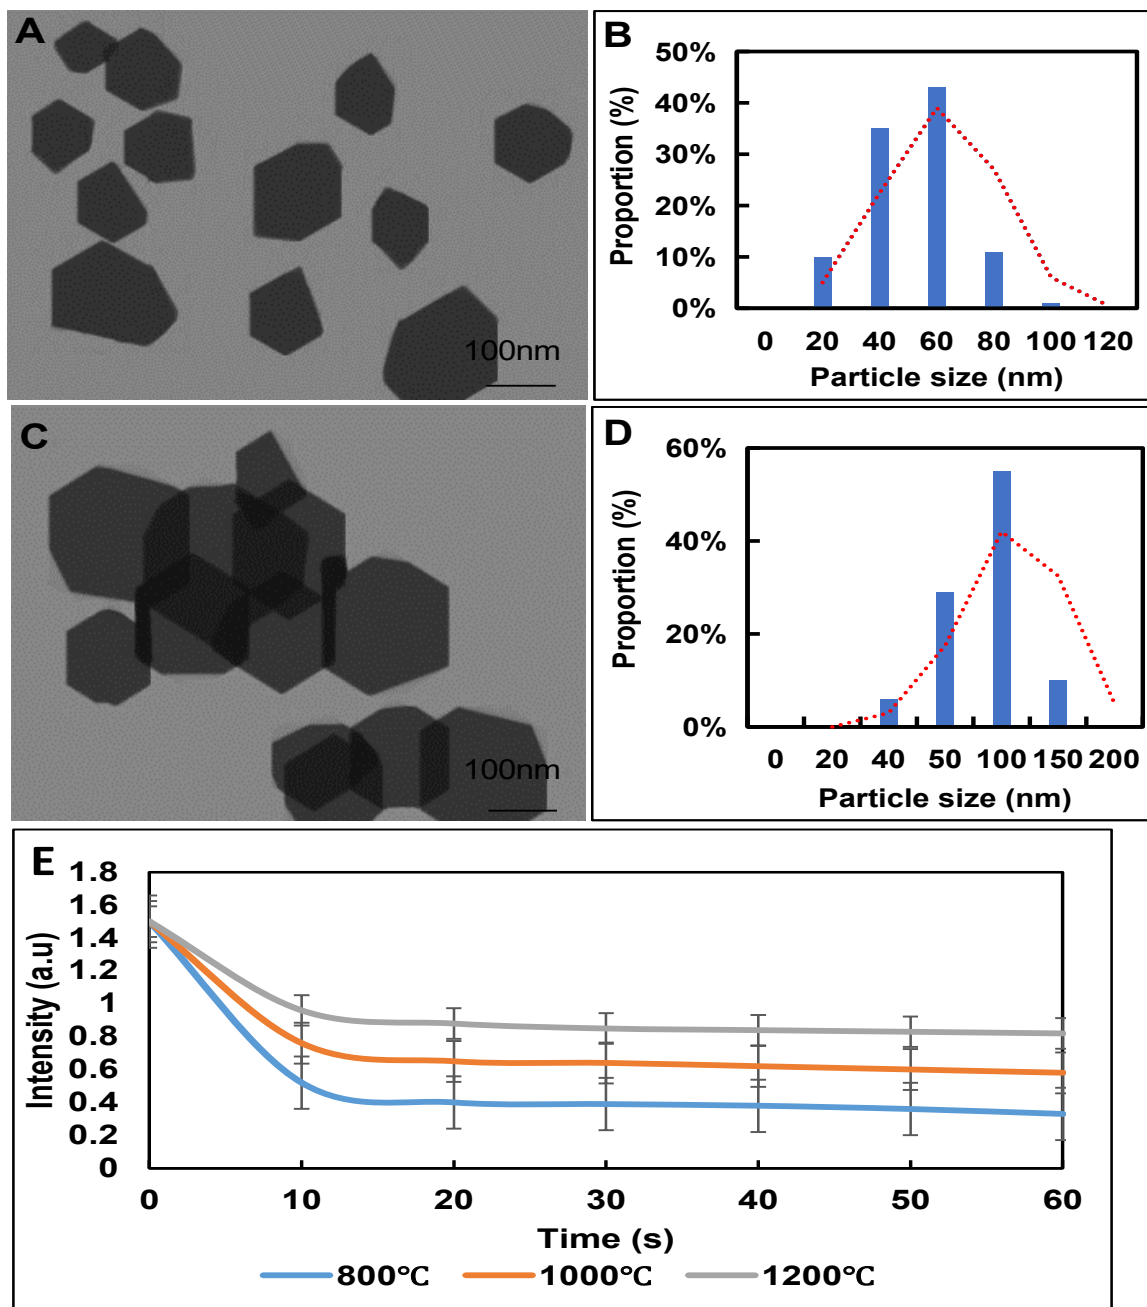 A
100nm
B
50%
40%
30%
20%
10%
0%
Proportion (%)
0 20 40 60 80 100 120
Particle size (nm)
C
100nm
D
60%
40%
20%
0%
Proportion (%)
0 20 40 50 100 150 200
Particle size (nm)
E
1.8
1.6
1.4
1.2
1
0.8
0.6
0.4
0.2
0
Intensity (a.u)
0 10 20 30 40 50 60
Time (s)
800℃ 1000℃ 1200℃